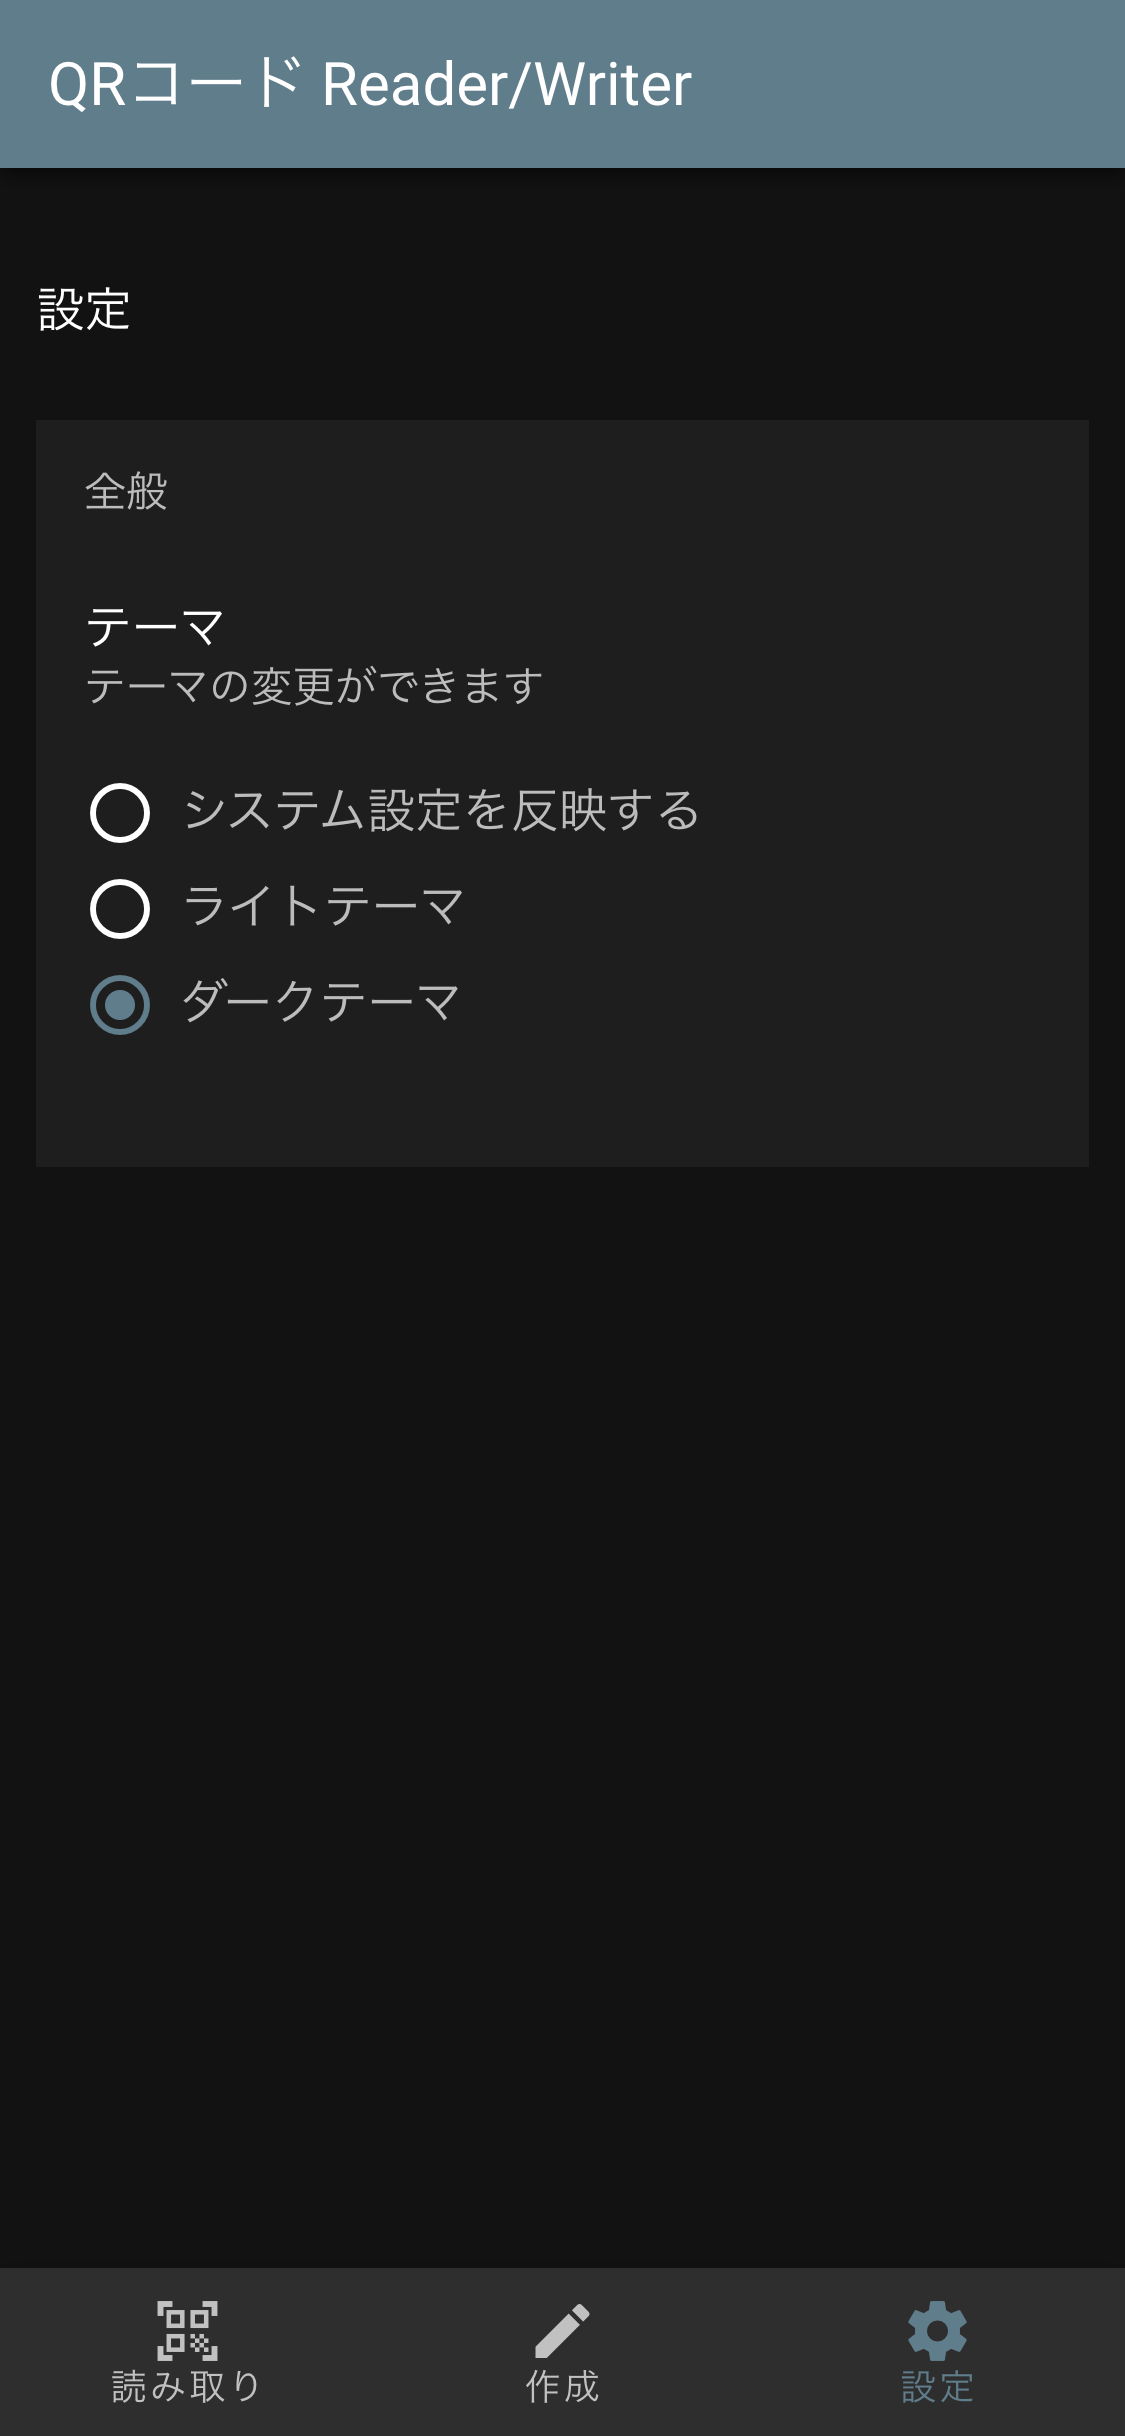 QRコード Reader/Writer
設定
全般
テーマ
テーマの変更ができます
システム設定を反映する
ライトテーマ
ダークテーマ
読み取り
作成
設定